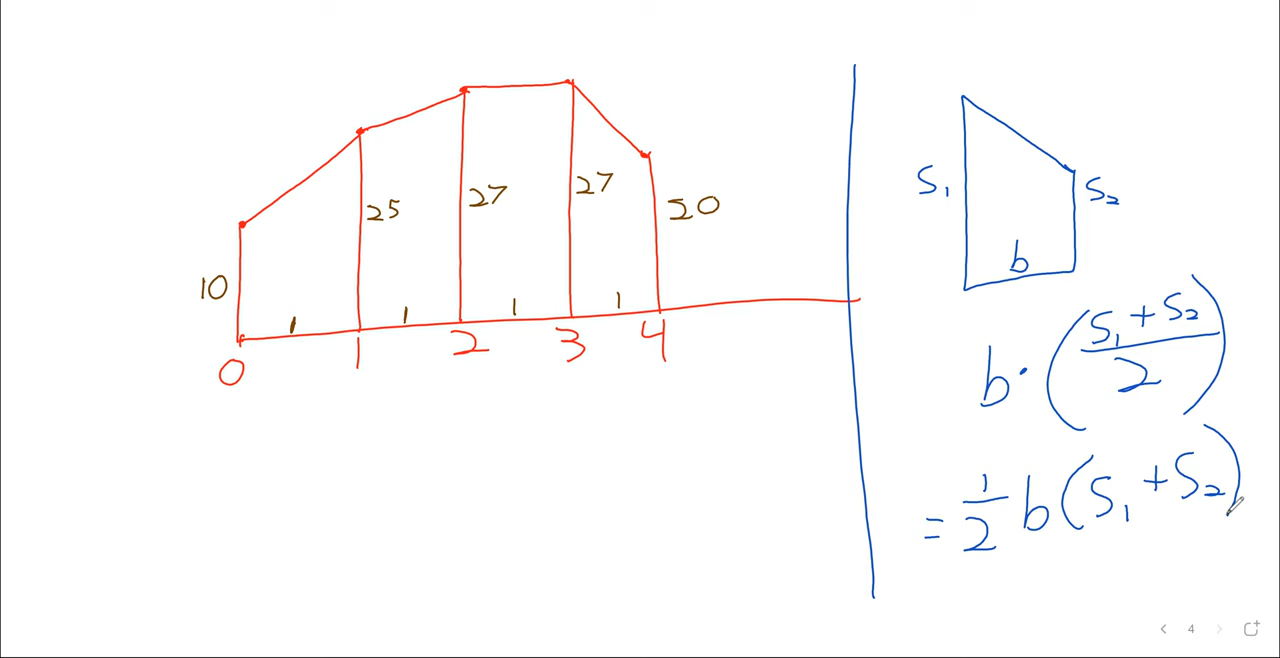 10 25 27 27 20
1 1 1 1
0 1 2 3 4
S₁ S₂
b
b · ( S₁ + S₂ / 2 )
= 1/2 b ( S₁ + S₂ )
< 4 >